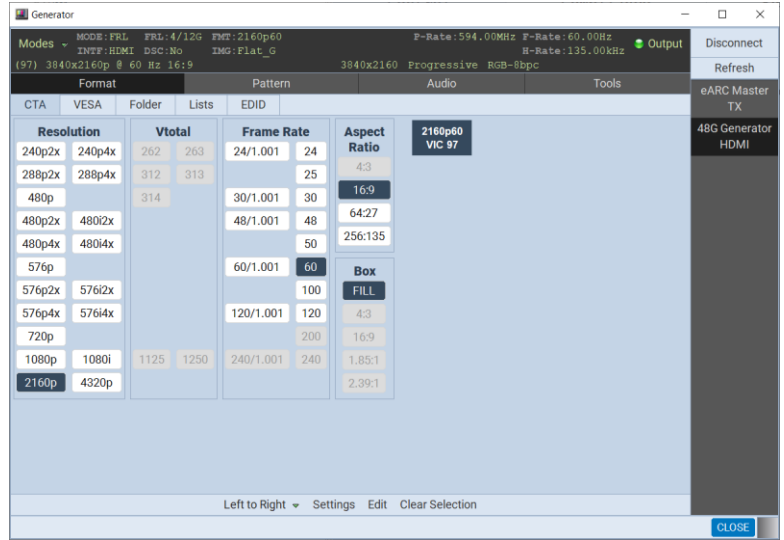 Generator
Modes MODE:FRL FRL:4/12G FMT:2160p60 P-Rate:594.00MHz F-Rate:60.00Hz Output
INTF:HDMI DSC:No IMG:Flat_G H-Rate:135.00kHz
(97) 3840x2160p @ 60 Hz 16:9 3840x2160 Progressive RGB-8bpc
Disconnect
Refresh
Format Pattern Audio Tools
eARC Master
TX
48G Generator
HDMI
CTA VESA Folder Lists EDID
Resolution
240p2x 240p4x
288p2x 288p4x
480p
480p2x 480i2x
480p4x 480i4x
576p
576p2x 576i2x
576p4x 576i4x
720p
1080p 1080i
2160p 4320p
Vtotal
262 263
312 313
314
1125 1250
Frame Rate
24/1.001 24
25
30/1.001 30
48/1.001 48
50
60/1.001 60
100
120/1.001 120
200
240/1.001 240
Aspect
Ratio
4:3
16:9
64:27
256:135
Box
FILL
4:3
16:9
1.85:1
2.39:1
2160p60
VIC 97
Left to Right Settings Edit Clear Selection
CLOSE